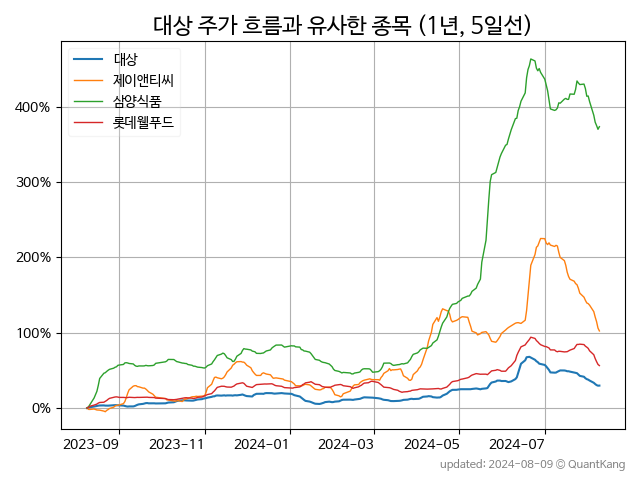 대상 주가 흐름과 유사한 종목 (1년, 5일선)
대상
제이앤티씨
삼양식품
롯데웰푸드
400%
300%
200%
100%
0%
2023-09 2023-11 2024-01 2024-03 2024-05 2024-07
updated: 2024-08-09 © QuantKang